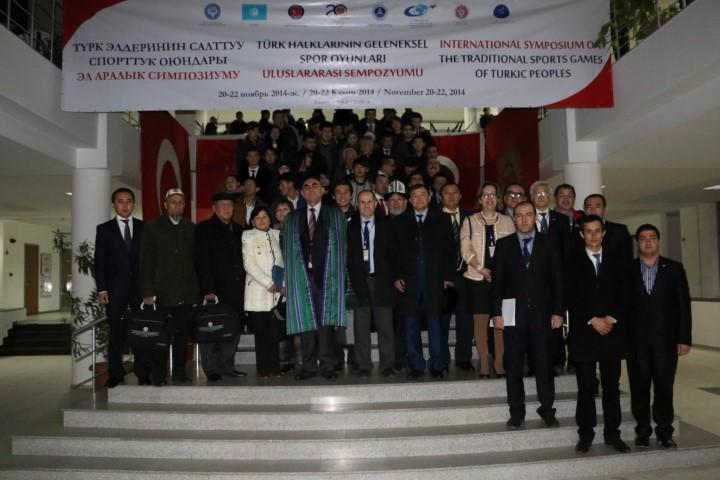 ТҮРК ЭЛДЕРИНИН САЛТТУУ
СПОРТТУК ОЮНДАРЫ
ЭЛ АРАЛЫК СИМПОЗИУМУ
20-22 ноябрь 2014-ж.
TÜRK HALKLARININ GELENEKSEL
SPOR OYUNLARI
ULUSLARARASI SEMPOZYUMU
/ 20-22 Kasım 2014 /
INTERNATIONAL SYMPOSIUM ON
THE TRADITIONAL SPORTS GAMES
OF TURKIC PEOPLES
November 20-22, 2014